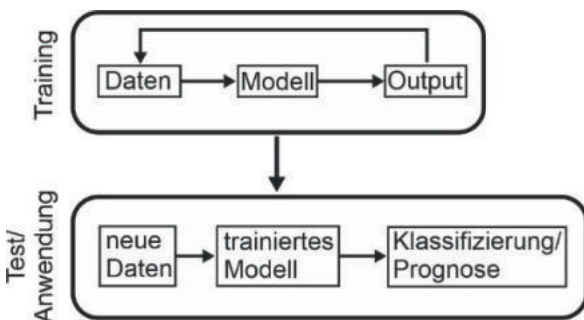 Training
Daten
Modell
Output
Test/
Anwendung
neue
Daten
trainiertes
Modell
Klassifizierung/
Prognose